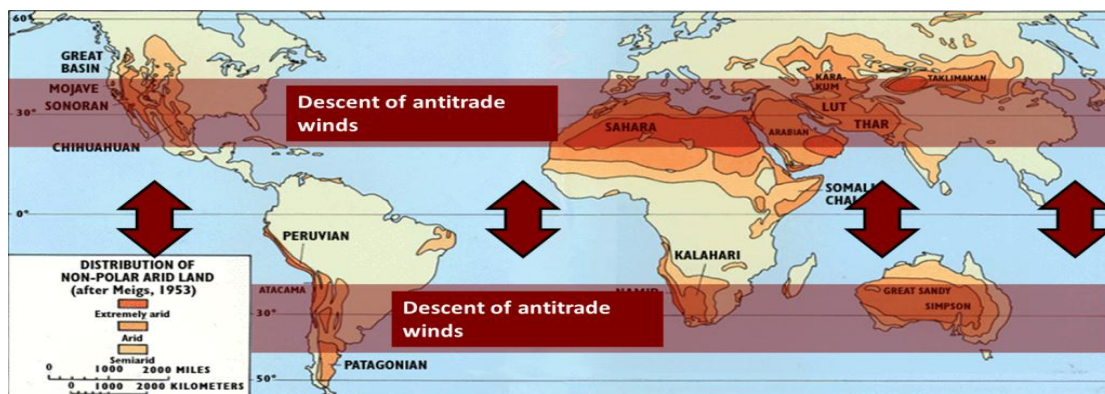 60°
GREAT
BASIN
MOJAVE
SONORAN
30°
CHIHUAHUAN
Descent of antitrade
winds
SAHARA
ARABIAN
KARA
KUM
TAKLIMAKAN
LUT
THAR
SOMALI
CHAL
0°
PERUVIAN
ATACAMA
KALAHARI
NAMIB
Descent of antitrade
winds
30°
GREAT SANDY
SIMPSON
PATAGONIAN
50°
DISTRIBUTION OF
NON-POLAR ARID LAND
(after Meigs, 1953)
Extremely arid
Arid
Semiarid
0 1000 2000 MILES
0 1000 2000 KILOMETERS